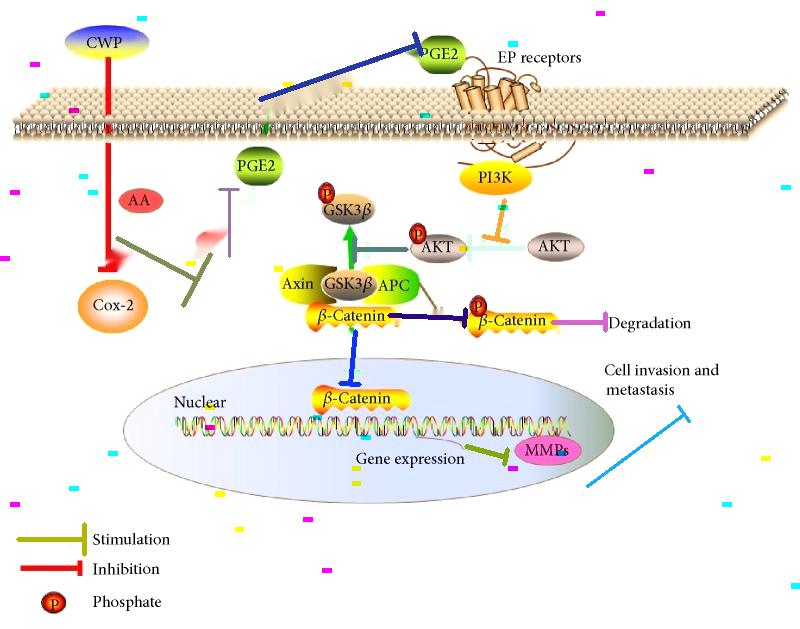 CWP
PGE2
EP receptors
PGE2
PI3K
AA
P
GSK3β
P
AKT
AKT
Axin
GSK3β
APC
Cox-2
β-Catenin
P
β-Catenin
Degradation
Cell invasion and
metastasis
Nuclear
β-Catenin
Gene expression
MMPs
Stimulation
Inhibition
P
Phosphate